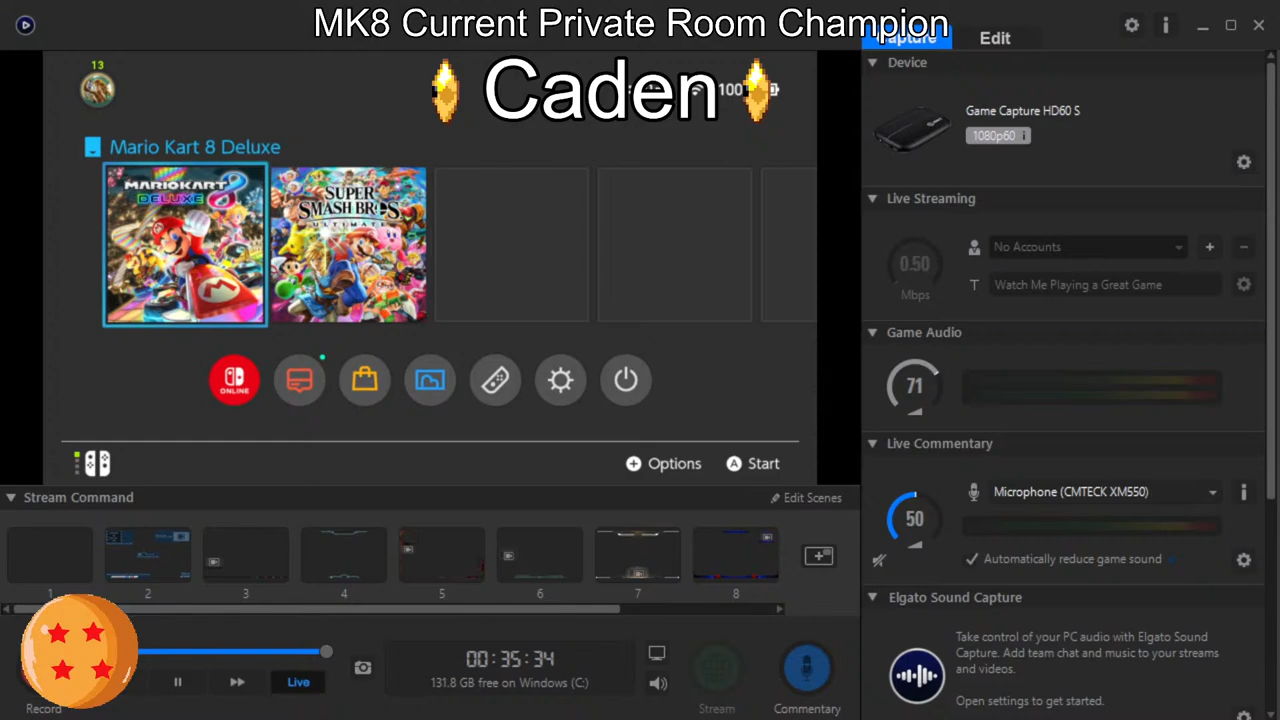 MK8 Current Private Room Champion
Caden
Edit
13
100
Mario Kart 8 Deluxe
MARIOKART 8
DELUXE
SUPER
SMASH BROS.
ULTIMATE
ONLINE
Options
Start
Device
Game Capture HD60 S
1080p60 i
Live Streaming
0.50
Mbps
No Accounts
T
Watch Me Playing a Great Game
Game Audio
71
Live Commentary
50
Microphone (CMTECK XM550)
Automatically reduce game sound
Elgato Sound Capture
Take control of your PC audio with Elgato Sound
Capture. Add team chat and music to your streams
and videos.
Open settings to get started.
Stream Command
Edit Scenes
1 2 3 4 5 6 7 8
Live
00:35:34
131.8 GB free on Windows (C:)
Record
Stream
Commentary